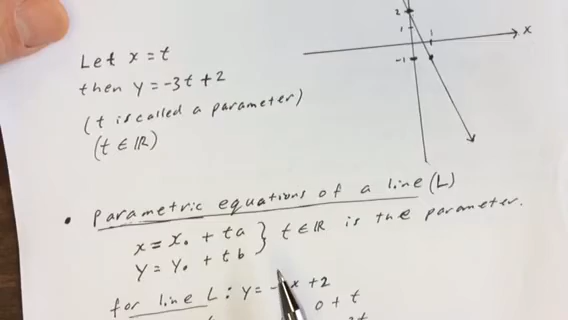 2
1
1
x
-1
Let x = t
then y = -3t + 2
(t is called a parameter)
(t ∈ ℝ)
• parametric equations of a line (L)
x = x₀ + ta
y = y₀ + tb } t ∈ ℝ is the parameter.
for line L: y = - x + 2
0 + t